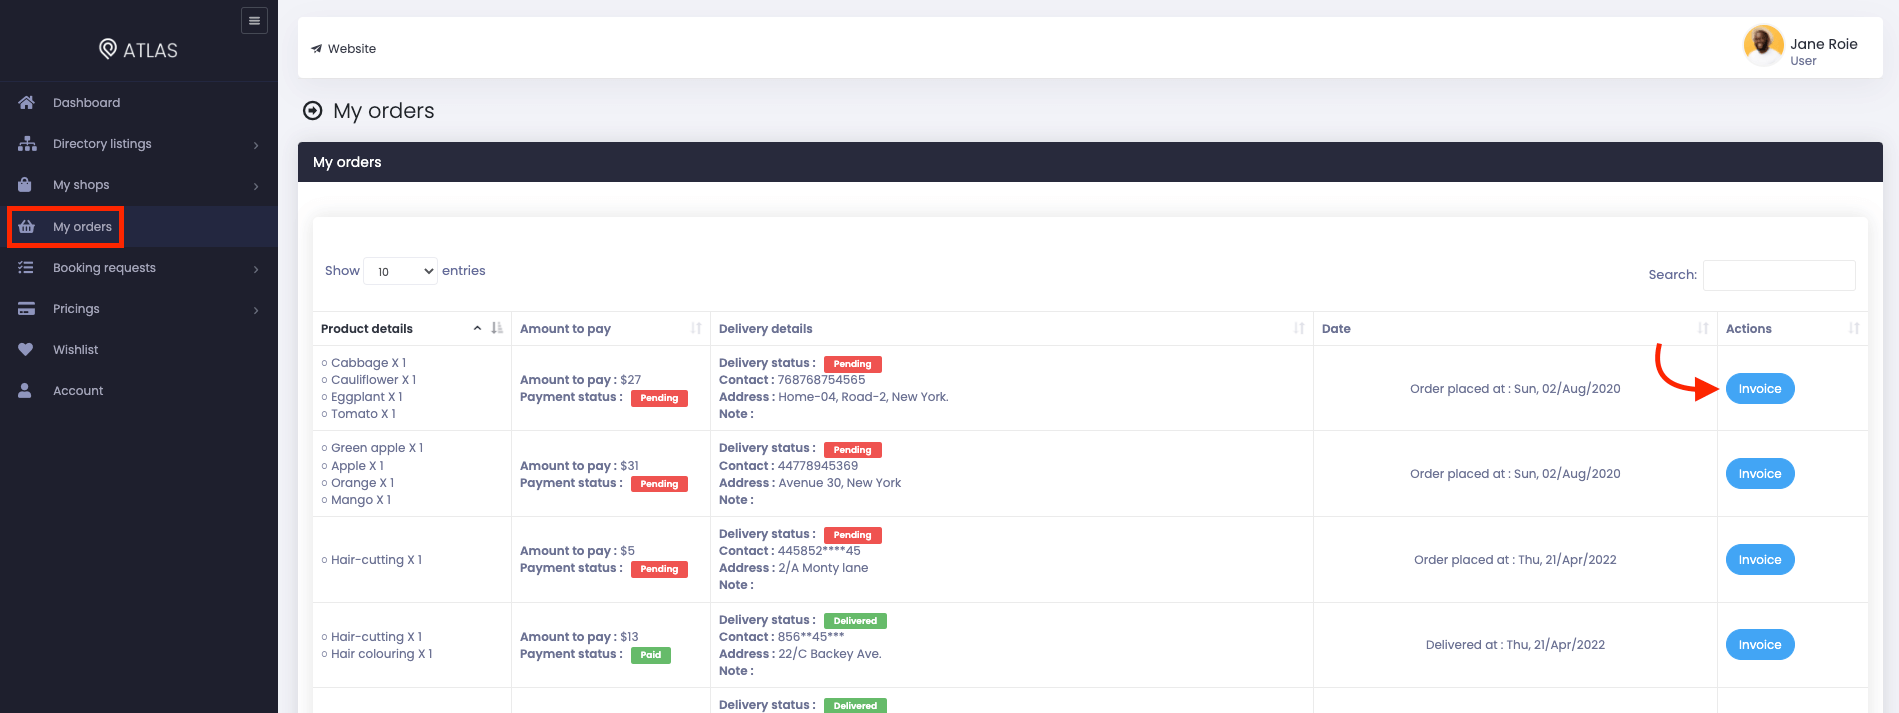 ATLAS
Dashboard
Directory listings
My shops
My orders
Booking requests
Pricings
Wishlist
Account
Website
Jane Roie
User
My orders
My orders
Show 10 entries
Search:
Product details Amount to pay Delivery details Date Actions
Cabbage X 1
Cauliflower X 1
Eggplant X 1
Tomato X 1
Amount to pay : $27
Payment status : Pending
Delivery status : Pending
Contact : 768768754565
Address : Home-04, Road-2, New York.
Note :
Order placed at : Sun, 02/Aug/2020
Invoice
Green apple X 1
Apple X 1
Orange X 1
Mango X 1
Amount to pay : $31
Payment status : Pending
Delivery status : Pending
Contact : 44778945369
Address : Avenue 30, New York
Note :
Order placed at : Sun, 02/Aug/2020
Invoice
Hair-cutting X 1
Amount to pay : $5
Payment status : Pending
Delivery status : Pending
Contact : 445852****45
Address : 2/A Monty lane
Note :
Order placed at : Thu, 21/Apr/2022
Invoice
Hair-cutting X 1
Hair colouring X 1
Amount to pay : $13
Payment status : Paid
Delivery status : Delivered
Contact : 856**45***
Address : 22/C Backey Ave.
Note :
Delivered at : Thu, 21/Apr/2022
Invoice
Delivery status : Delivered